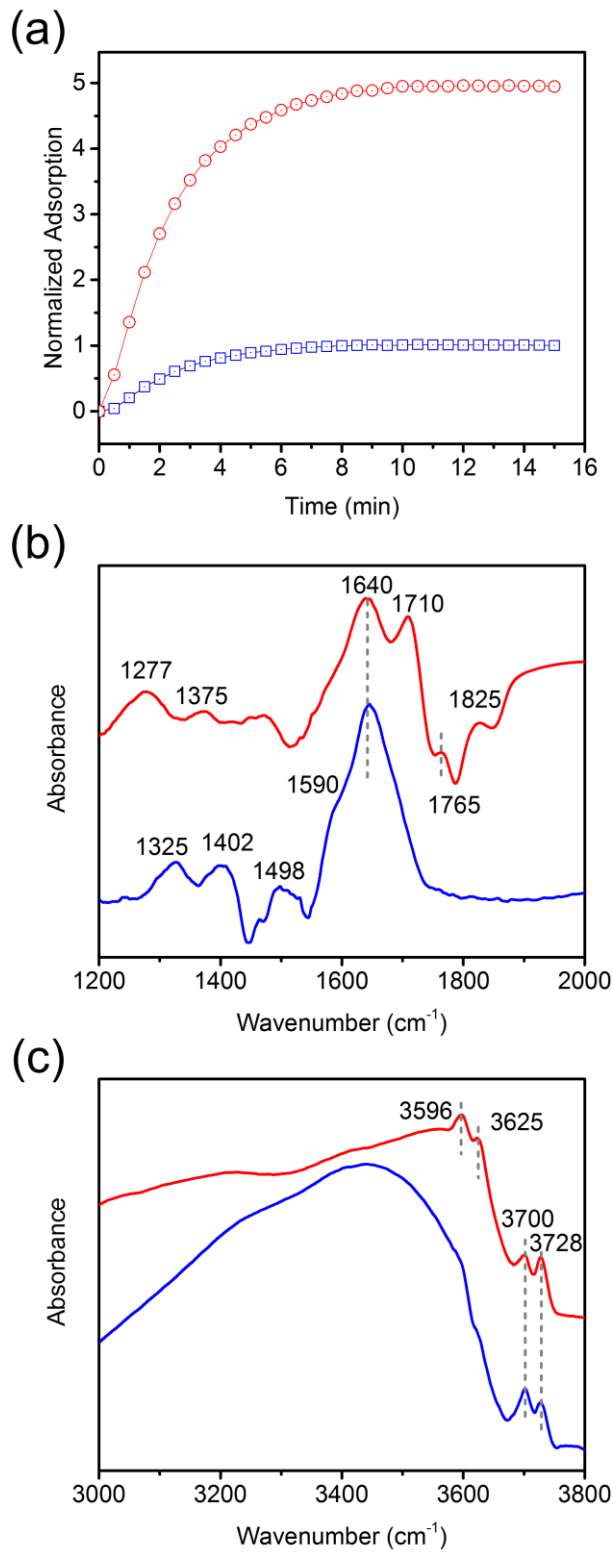 (a)
5
4
3
2
1
0
Normalized Adsorption
0 2 4 6 8 10 12 14 16
Time (min)
(b)
1640
1710
1277
1375
1825
1765
1590
1325
1402
1498
Absorbance
1200 1400 1600 1800 2000
Wavenumber (cm⁻¹)
(c)
3596
3625
3700
3728
Absorbance
3000 3200 3400 3600 3800
Wavenumber (cm⁻¹)